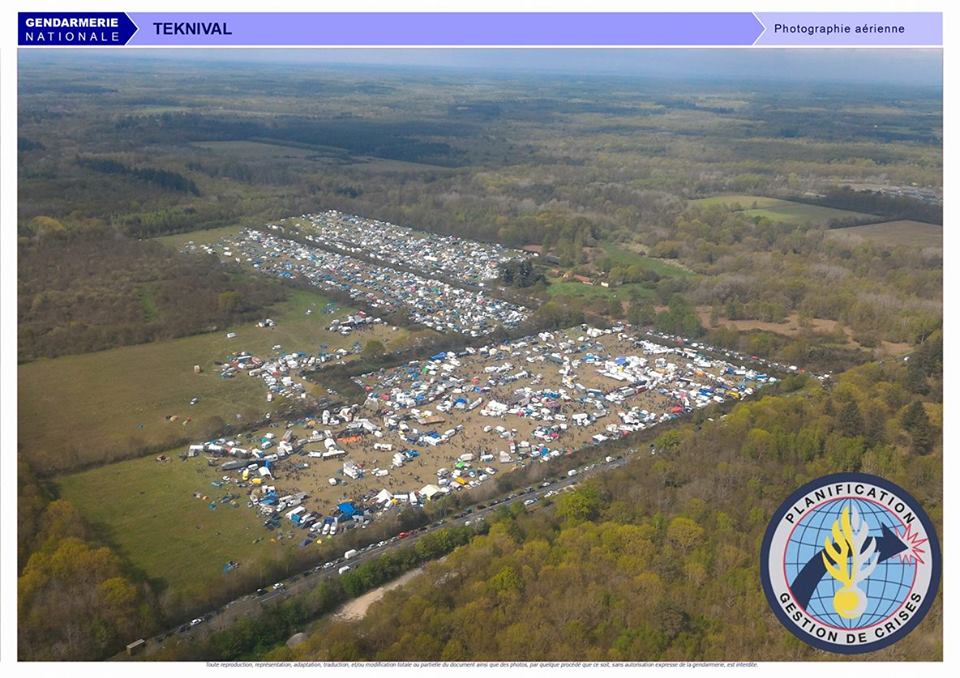 GENDARMERIE
NATIONALE
TEKNIVAL
Photographie aérienne
PLANIFICATION
GESTION DE CRISES
Toute reproduction, représentation, adaptation, traduction, et/ou modification totale ou partielle du document ainsi que des photos, par quelque procédé que ce soit, sans autorisation expresse de la gendarmerie, est interdite.